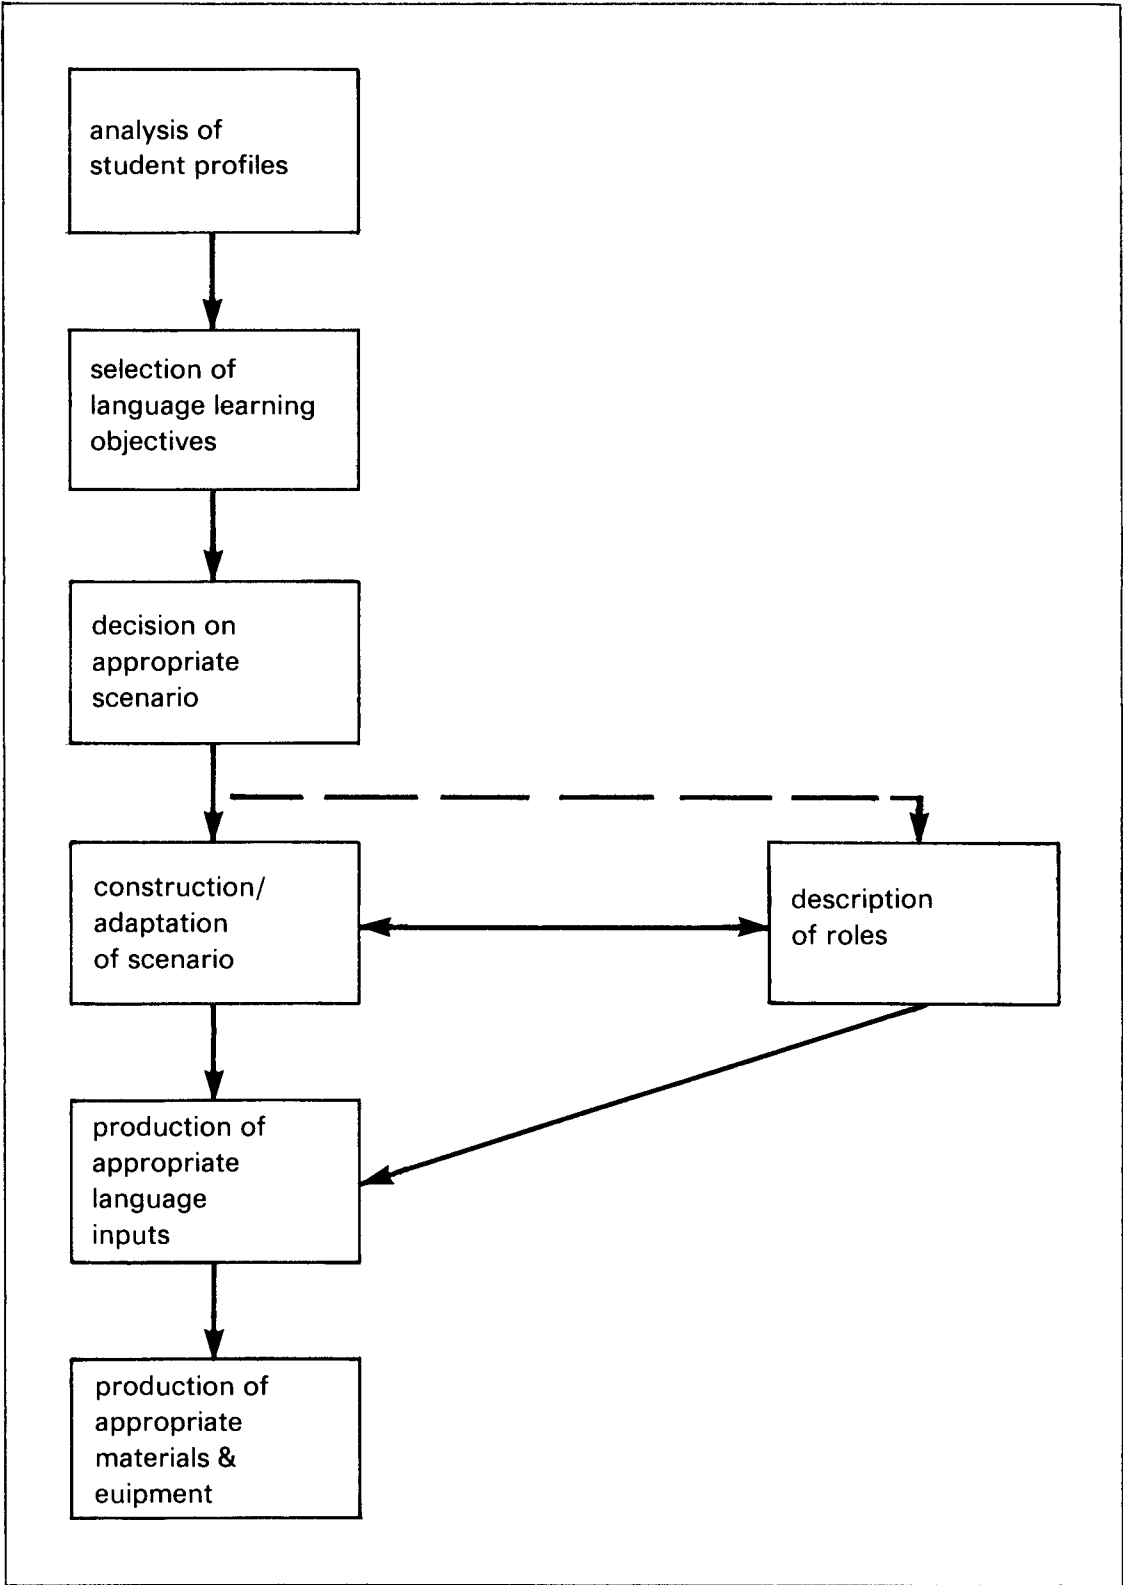 analysis of
student profiles
selection of
language learning
objectives
decision on
appropriate
scenario
construction/
adaptation
of scenario
description
of roles
production of
appropriate
language
inputs
production of
appropriate
materials &
euipment